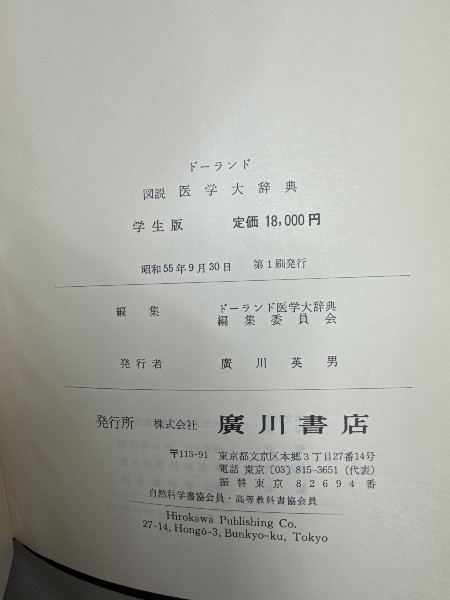 ドーランド
図説 医学大辞典
学生版 定価 18,000円
昭和55年9月30日 第1刷発行
編集 ドーランド医学大辞典
編集委員会
発行者 廣川英男
発行所 株式会社 廣川書店
〒113-91 東京都文京区本郷3丁目27番14号
電話 東京〔03〕815-3651(代表)
振替東京 82694番
自然科学書協会員・高等教科書協会員
Hirokawa Publishing Co.
27-14, Hongō-3, Bunkyo-ku, Tokyo